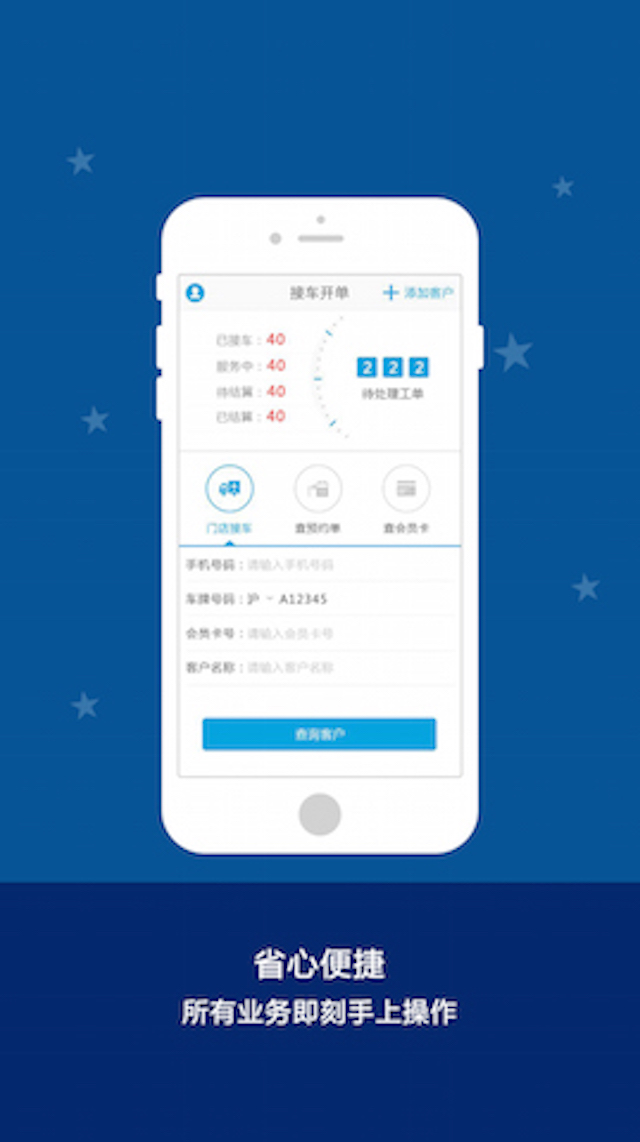 接车开单
添加客户
已接车：40
服务中：40
待结算：40
已结算：40
2 2 2
待处理工单
门店接车
查预约单
查会员卡
手机号码：请输入手机号码
车牌号码：沪 - A12345
会员卡号：请输入会员卡号
客户名称：请输入客户名称
查询客户
省心便捷
所有业务即刻手上操作